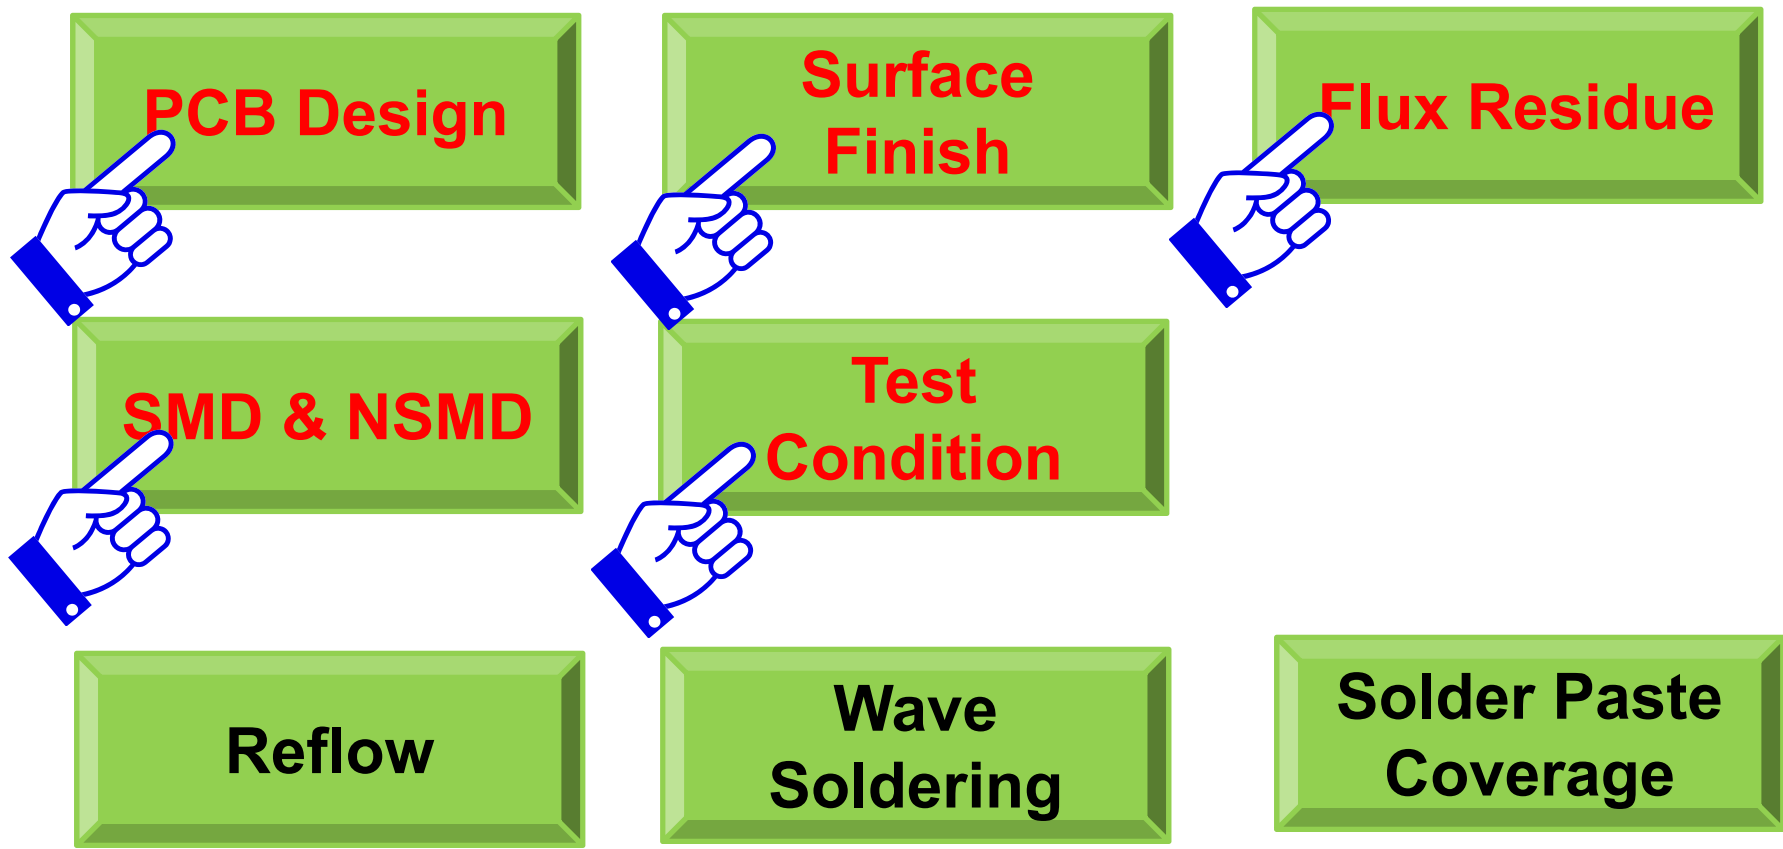 PCB Design
Surface
Finish
Flux Residue
SMD & NSMD
Test
Condition
Reflow
Wave
Soldering
Solder Paste
Coverage